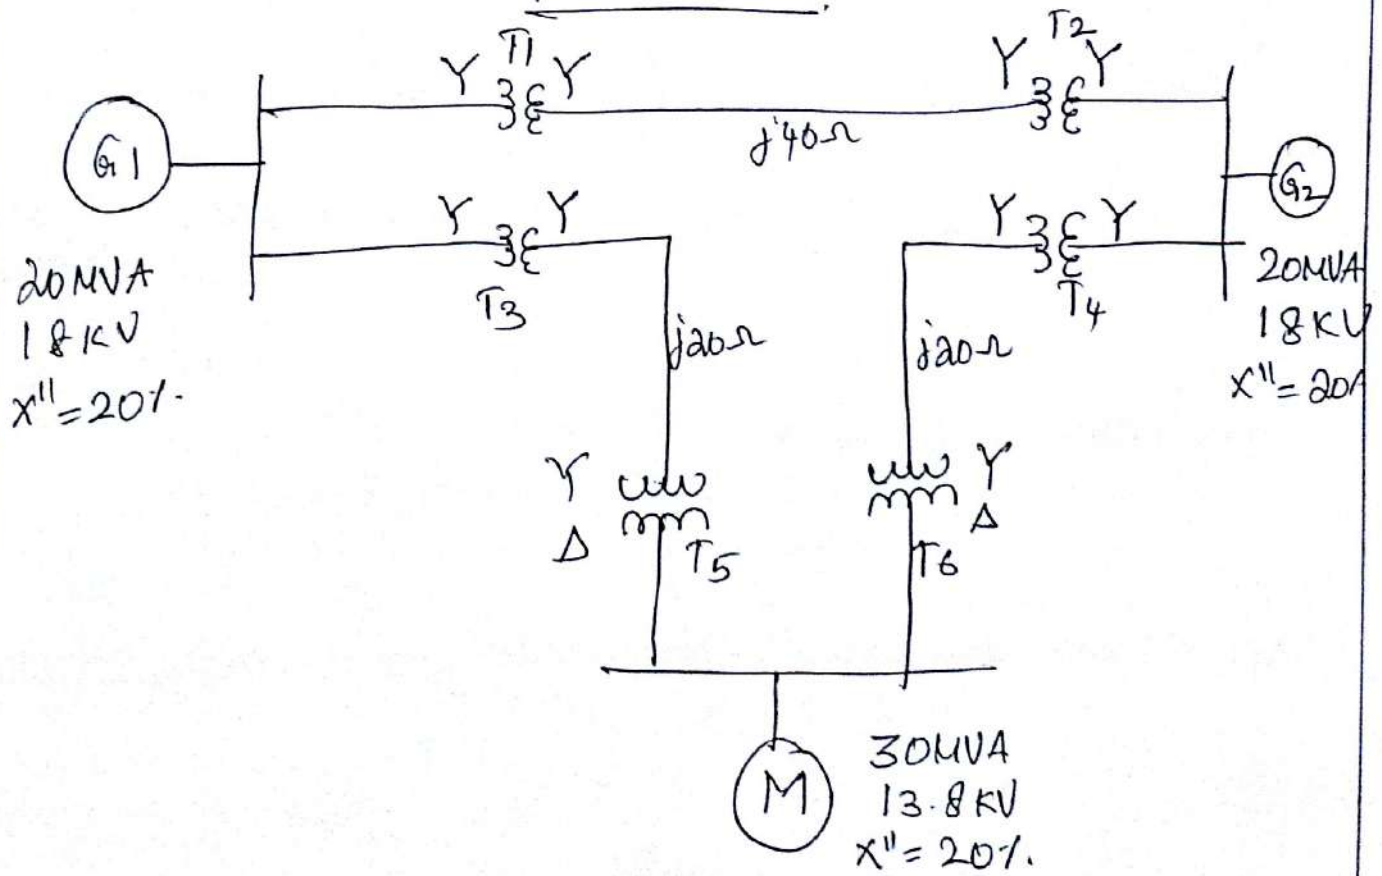 T1
T2
Y Y
Y Y
j40Ω
G1
G2
Y Y
Y Y
T3
T4
20MVA
18KV
X"=20%.
20MVA
18KV
X"=20
j20Ω
j20Ω
Y
Δ
T5
Y
Δ
T6
M
30MVA
13.8KV
X"=20%.